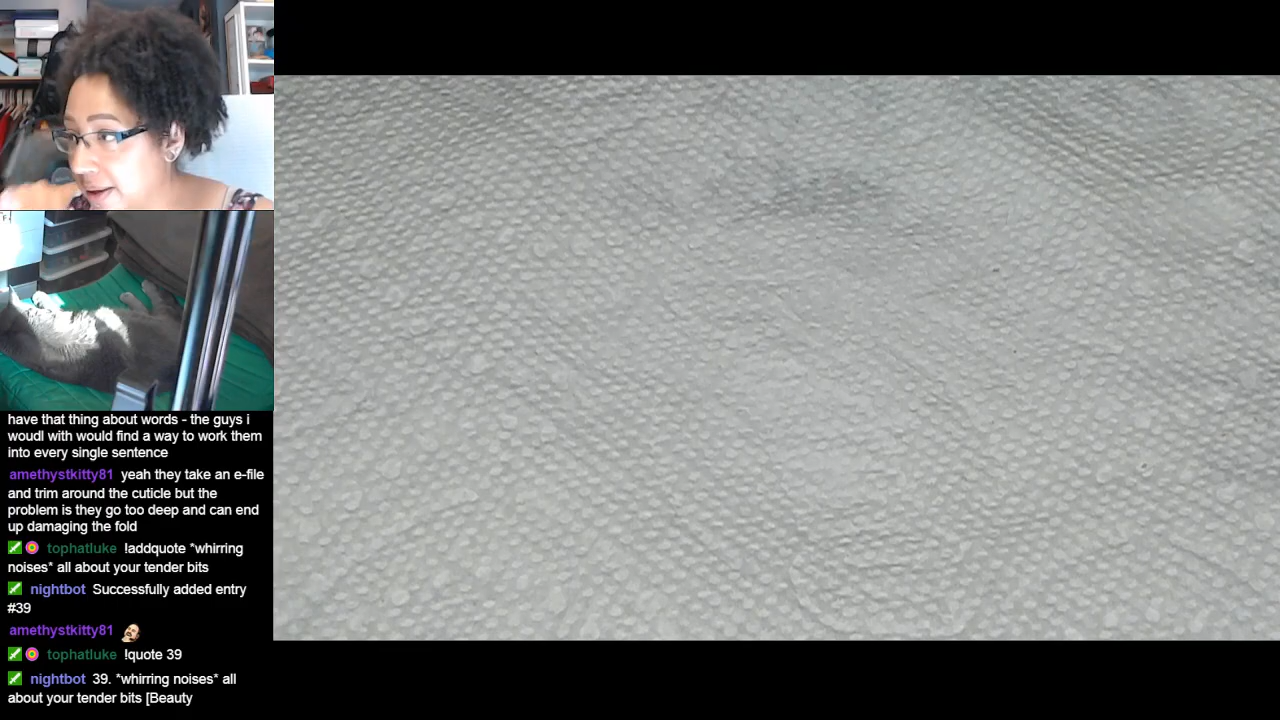 have that thing about words - the guys i
woudl with would find a way to work them
into every single sentence
amethystkitty81 yeah they take an e-file
and trim around the cuticle but the
problem is they go too deep and can end
up damaging the fold
tophatluke !addquote *whirring
noises* all about your tender bits
nightbot Successfully added entry
#39
amethystkitty81
tophatluke !quote 39
nightbot 39. *whirring noises* all
about your tender bits [Beauty